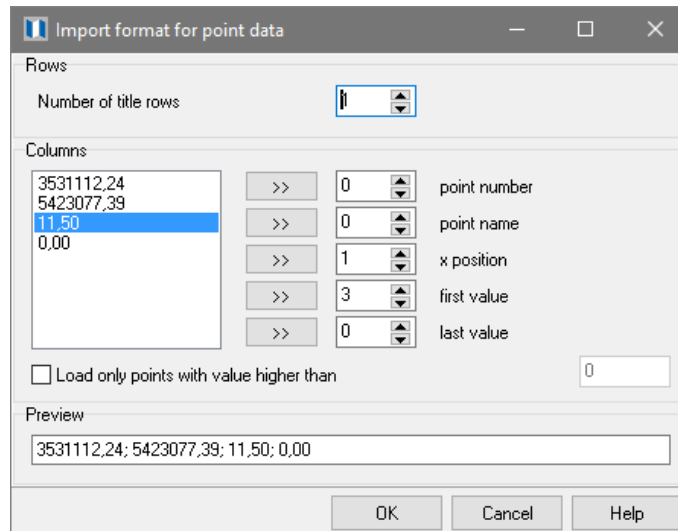 Import format for point data
Rows
Number of title rows 1
Columns
3531112,24
5423077,39
11,50
0,00
>> 0 point number
>> 0 point name
>> 1 x position
>> 3 first value
>> 0 last value
Load only points with value higher than 0
Preview
3531112,24; 5423077,39; 11,50; 0,00
OK Cancel Help